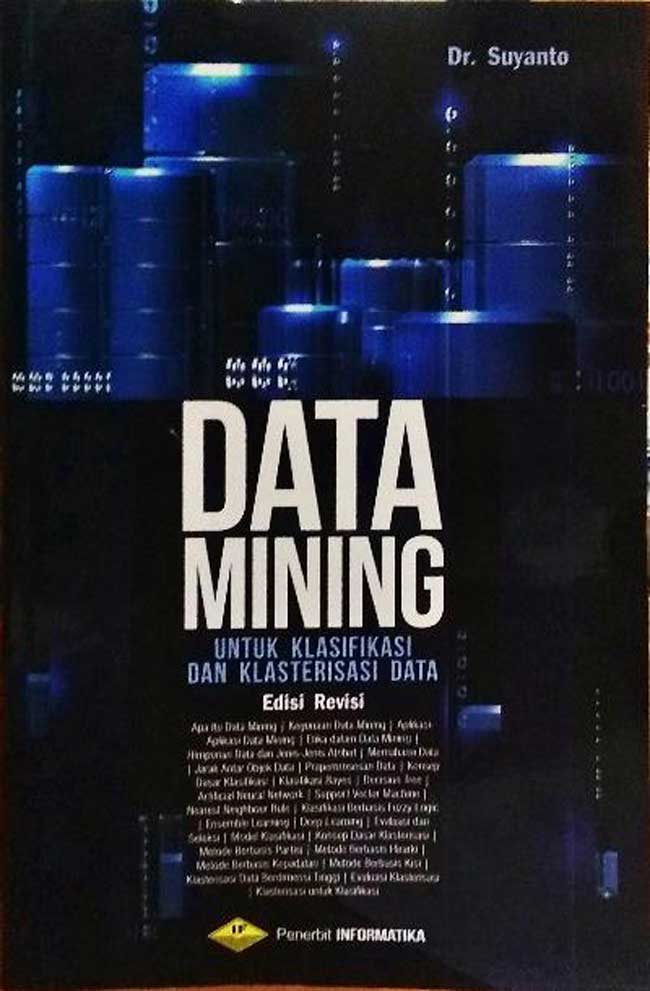 Dr. Suyanto
DATA
MINING
UNTUK KLASIFIKASI
DAN KLASTERISASI DATA
Edisi Revisi
Apa itu Data Mining | Kegunaan Data Mining | Aplikasi-
Aplikasi Data Mining | Etika dalam Data Mining |
Himpunan Data dan Jenis-Jenis Atribut | Memahami Data
| Jarak Antar Objek Data | Prapemrosesan Data | Konsep
Dasar Klasifikasi | Klasifikasi Bayes | Decision Tree |
Artificial Neural Network | Support Vector Machine |
Nearest Neighbour Rule | Klasifikasi Berbasis Fuzzy Logic
| Ensemble Learning | Deep Learning | Evaluasi dan
Seleksi | Model Klasifikasi | Konsep Dasar Klasterisasi |
Metode Berbasis Partisi | Metode Berbasis Hirarki |
Metode Berbasis Kepadatan | Metode Berbasis Kisi |
Klasterisasi Data Berdimensi Tinggi | Evaluasi Klasterisasi
| Klasterisasi untuk Klasifikasi
IF Penerbit INFORMATIKA